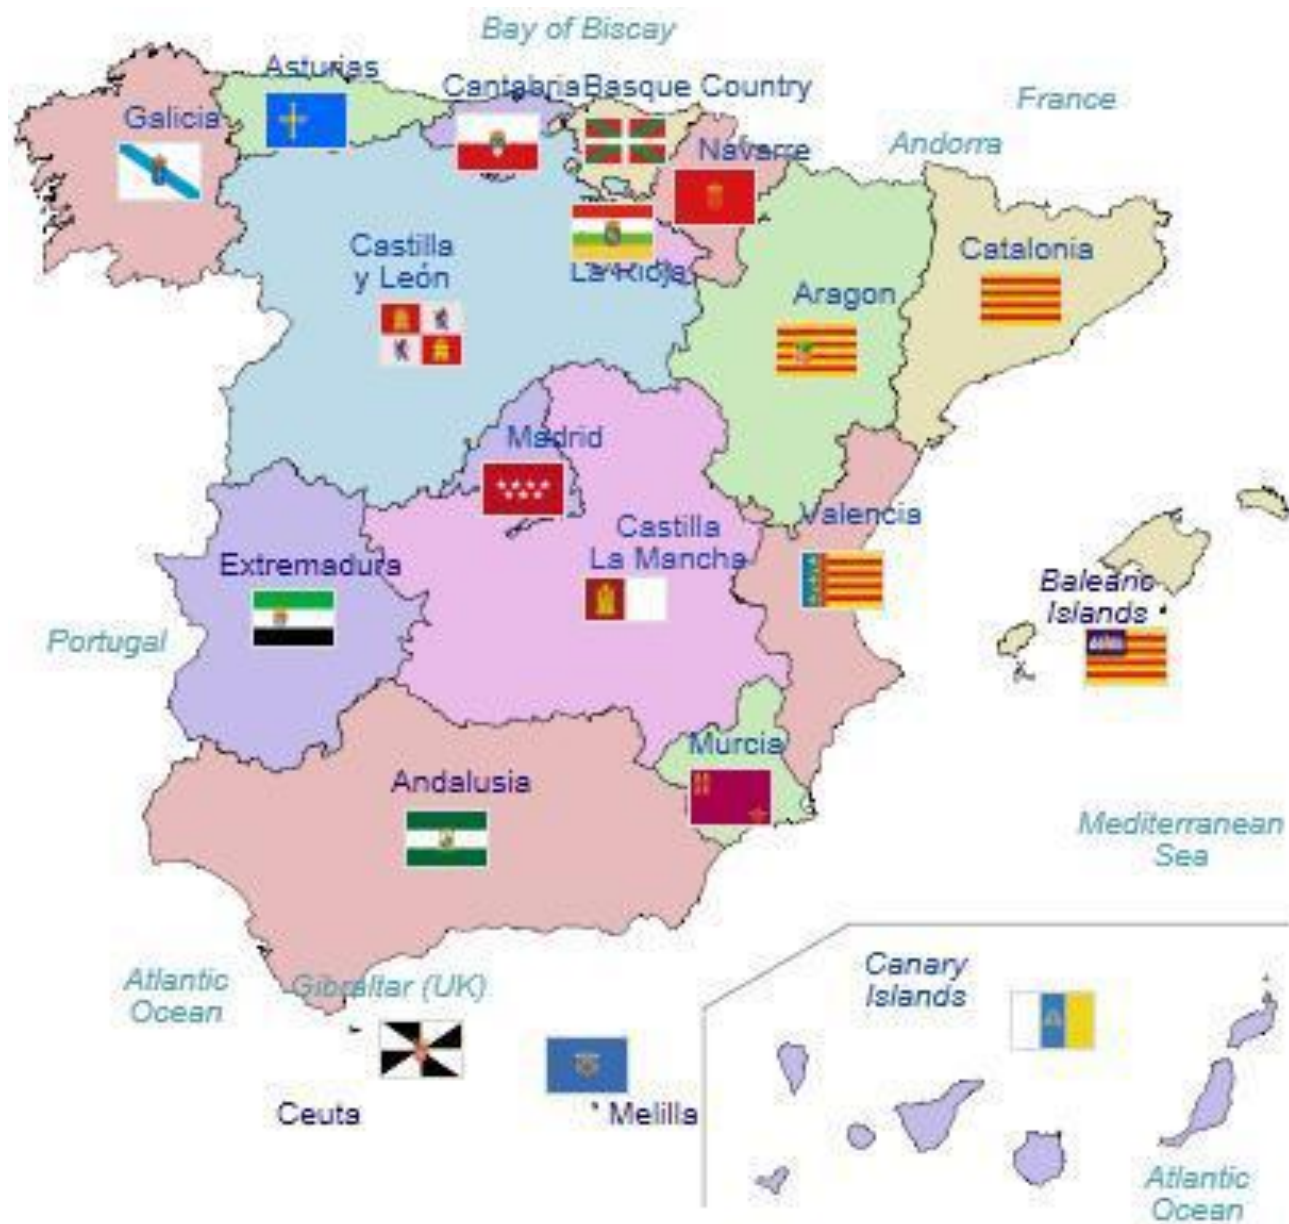 Bay of Biscay
Asturias
Cantabria
Basque Country
France
Galicia
Navarre
Andorra
Castilla
y León
La Rioja
Catalonia
Aragon
Madrid
Castilla
La Mancha
Valencia
Extremadura
Balearic
Islands
Portugal
Murcia
Andalusia
Mediterranean
Sea
Atlantic
Ocean
Gibraltar (UK)
Canary
Islands
Ceuta
Melilla
Atlantic
Ocean